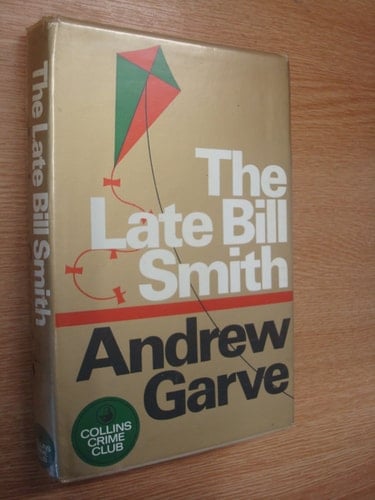 The Late Bill Smith
The
Late Bill
Smith
Andrew
Garve
COLLINS
CRIME
CLUB